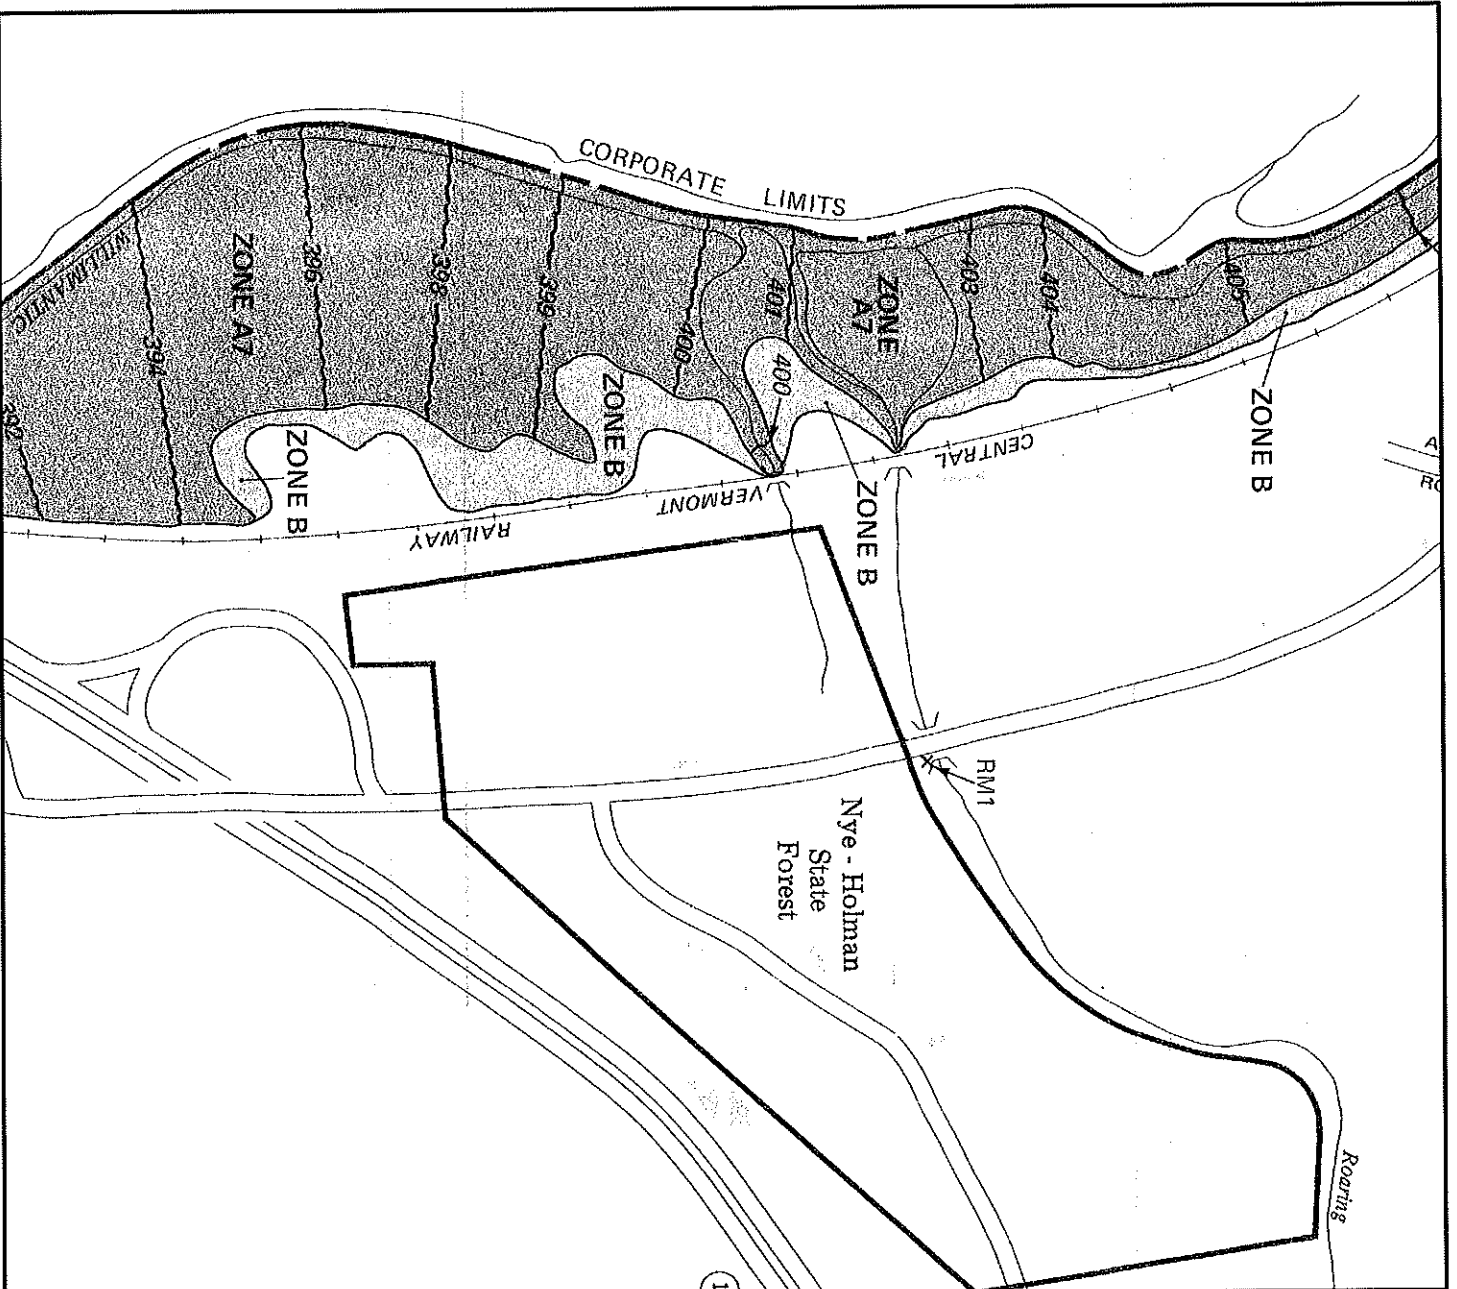 CORPORATE LIMITS
WILLIMANTIC
ZONE A7
ZONE
A7
394
396
398
399
400
401
400
408
404
405
ZONE B
ZONE B
ZONE B
ZONE B
CENTRAL
VERMONT
RAILWAY
RM1
Nye - Holman
State
Forest
Roaring